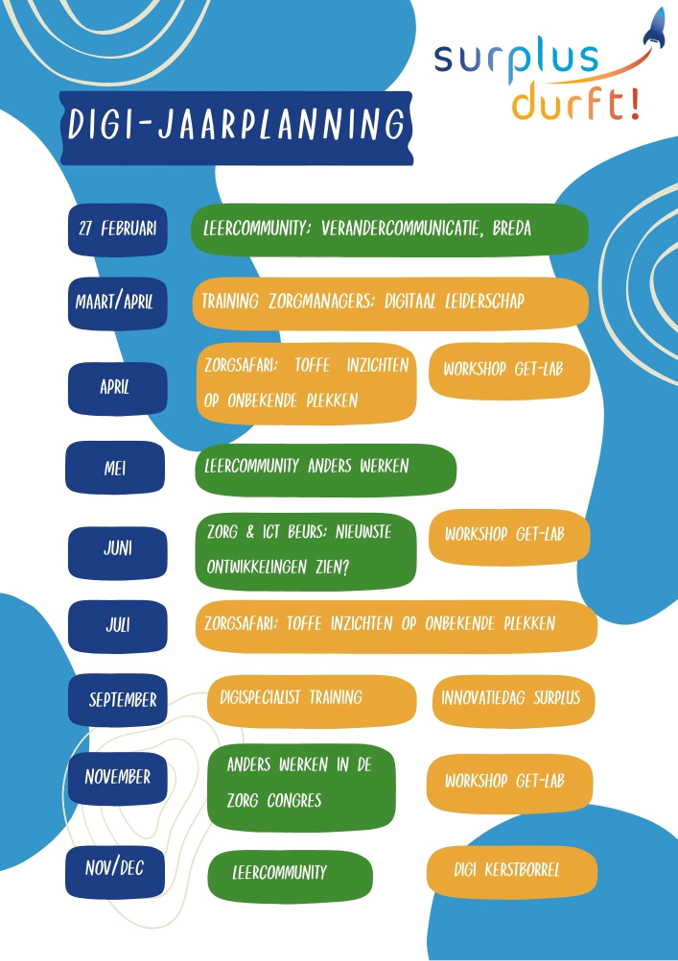 surplus
durft!
DIGI-JAARPLANNING
27 FEBRUARI
LEERCOMMUNITY: VERANDERCOMMUNICATIE, BREDA
MAART/APRIL
TRAINING ZORGMANAGERS: DIGITAAL LEIDERSCHAP
APRIL
ZORGSAFARI: TOFFE INZICHTEN
OP ONBEKENDE PLEKKEN
WORKSHOP GET-LAB
MEI
LEERCOMMUNITY ANDERS WERKEN
JUNI
ZORG & ICT BEURS: NIEUWSTE
ONTWIKKELINGEN ZIEN?
WORKSHOP GET-LAB
JULI
ZORGSAFARI: TOFFE INZICHTEN OP ONBEKENDE PLEKKEN
SEPTEMBER
DIGISPECIALIST TRAINING
INNOVATIEDAG SURPLUS
NOVEMBER
ANDERS WERKEN IN DE
ZORG CONGRES
WORKSHOP GET-LAB
NOV/DEC
LEERCOMMUNITY
DIGI KERSTBORREL